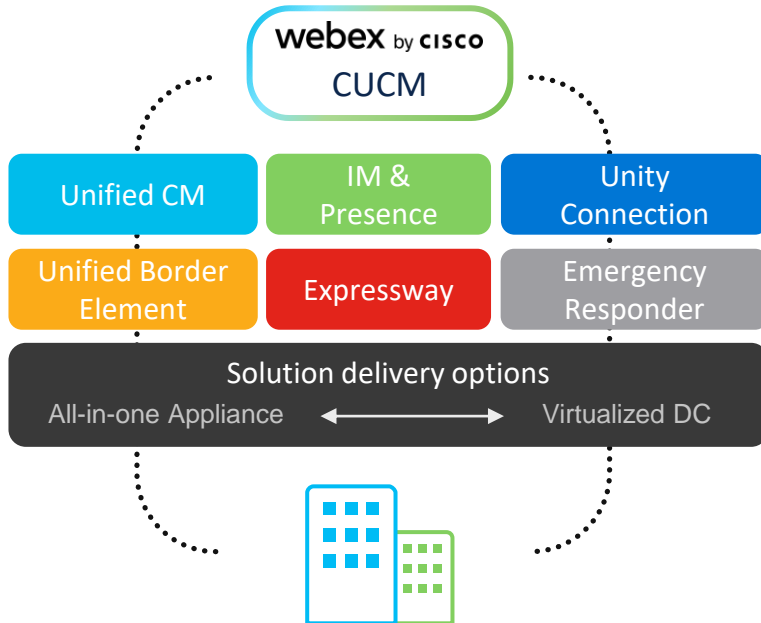 webex by CISCO
CUCM
Unified CM
IM &
Presence
Unity
Connection
Unified Border
Element
Expressway
Emergency
Responder
Solution delivery options
All-in-one Appliance
Virtualized DC